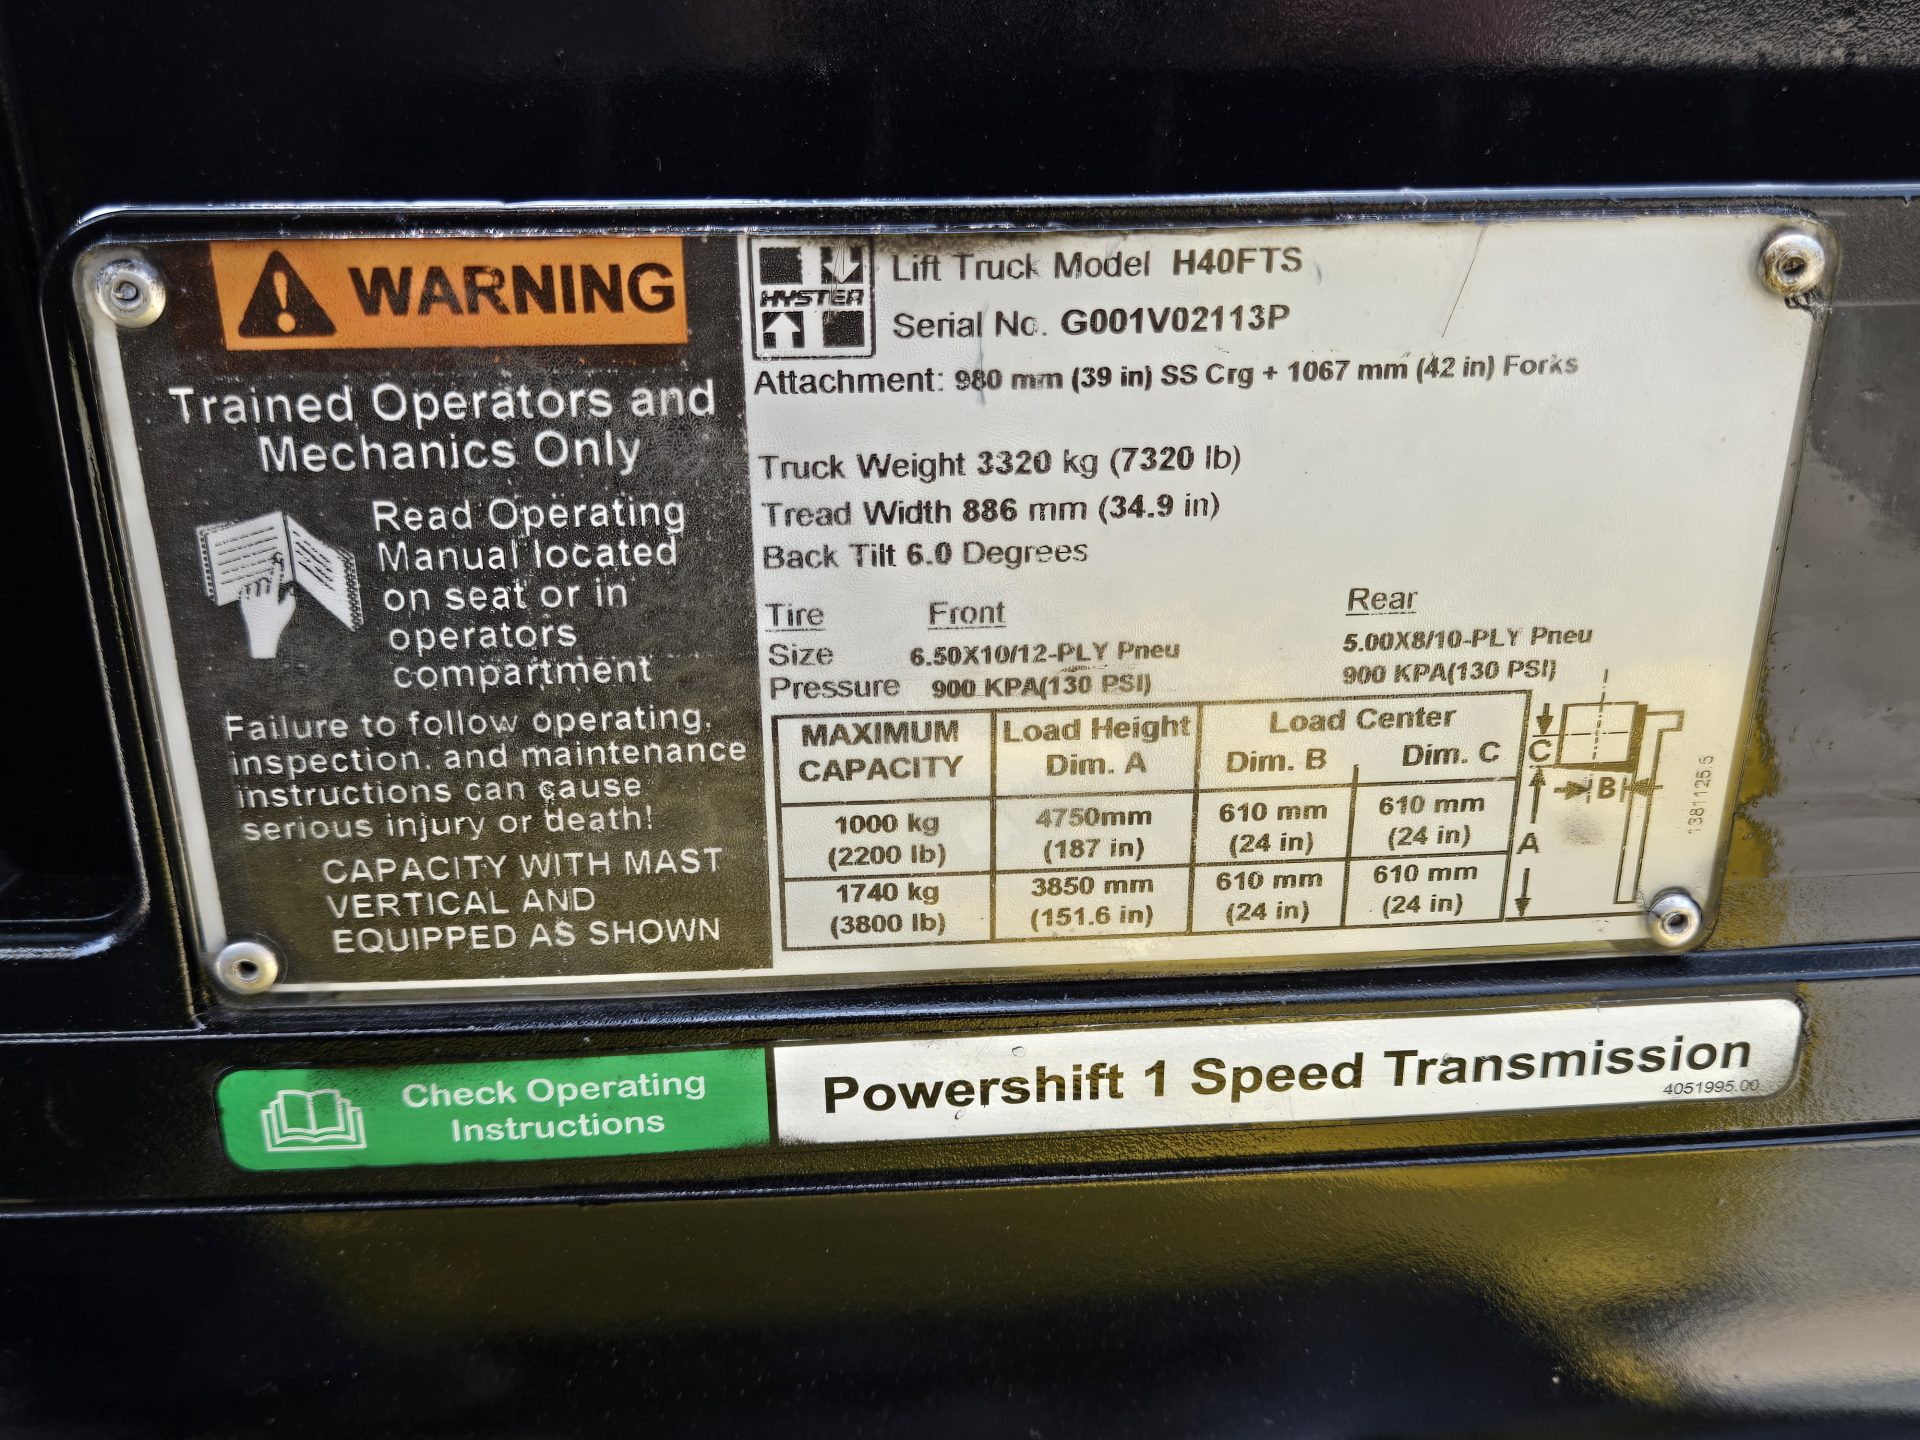 WARNING
Trained Operators and
Mechanics Only
Read Operating
Manual located
on seat or in
operators
compartment
Failure to follow operating,
inspection, and maintenance
instructions can cause
serious injury or death!
CAPACITY WITH MAST
VERTICAL AND
EQUIPPED AS SHOWN
HYSTER
Lift Truck Model H40FTS
Serial No. G001V02113P
Attachment: 980 mm (39 in) SS Crg + 1067 mm (42 in) Forks
Truck Weight 3320 kg (7320 lb)
Tread Width 886 mm (34.9 in)
Back Tilt 6.0 Degrees
Tire Front Rear
Size 6.50X10/12-PLY Pneu 5.00X8/10-PLY Pneu
Pressure 900 KPA(130 PSI) 900 KPA(130 PSI)
MAXIMUM Load Height Load Center
CAPACITY Dim. A Dim. B Dim. C
1000 kg 4750mm 610 mm 610 mm
(2200 lb) (187 in) (24 in) (24 in)
1740 kg 3850 mm 610 mm 610 mm
(3800 lb) (151.6 in) (24 in) (24 in)
C
B
A
1381125.5
Check Operating
Instructions
Powershift 1 Speed Transmission
4051995.00